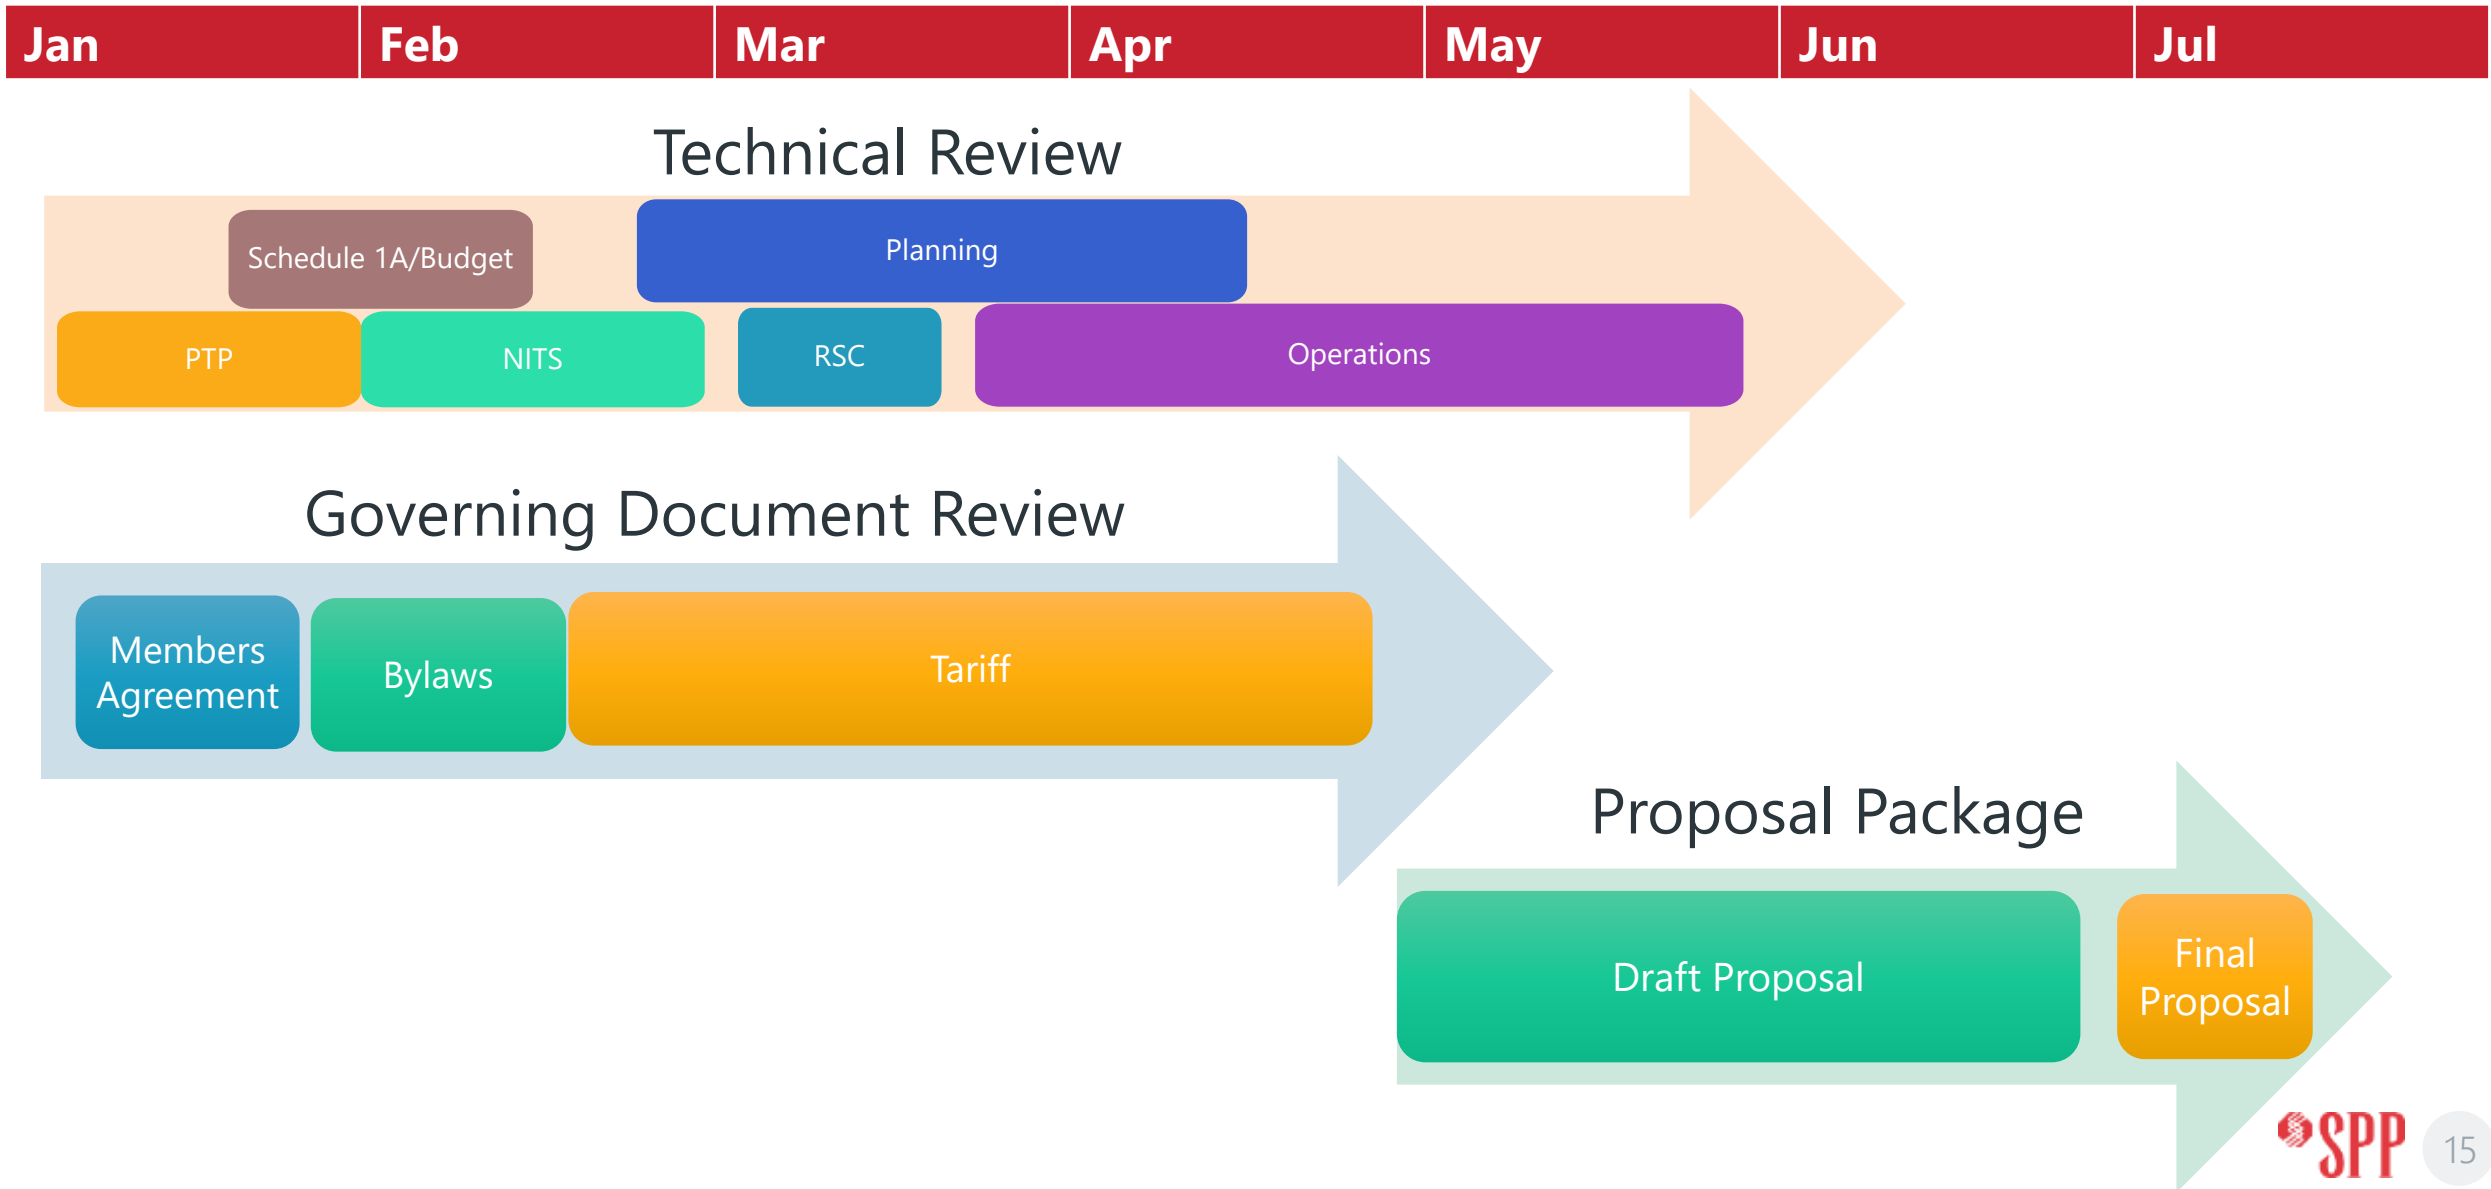 Jan Feb Mar Apr May Jun Jul
Technical Review
Schedule 1A/Budget
Planning
PTP
NITS
RSC
Operations
Governing Document Review
Members
Agreement
Bylaws
Tariff
Proposal Package
Draft Proposal
Final
Proposal
SPP
15